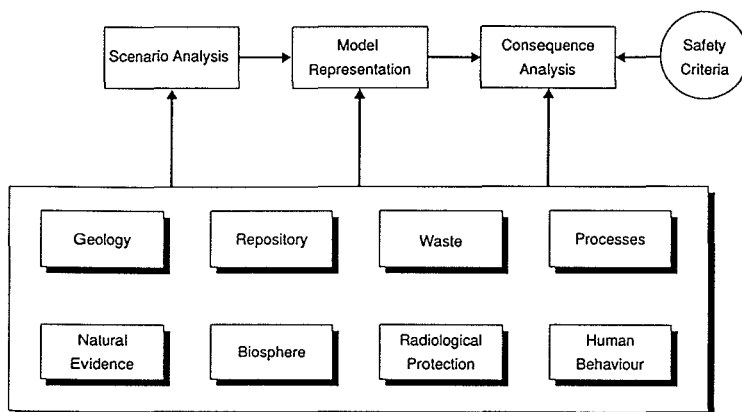 Scenario Analysis
Model
Representation
Consequence
Analysis
Safety
Criteria
Geology
Repository
Waste
Processes
Natural
Evidence
Biosphere
Radiological
Protection
Human
Behaviour